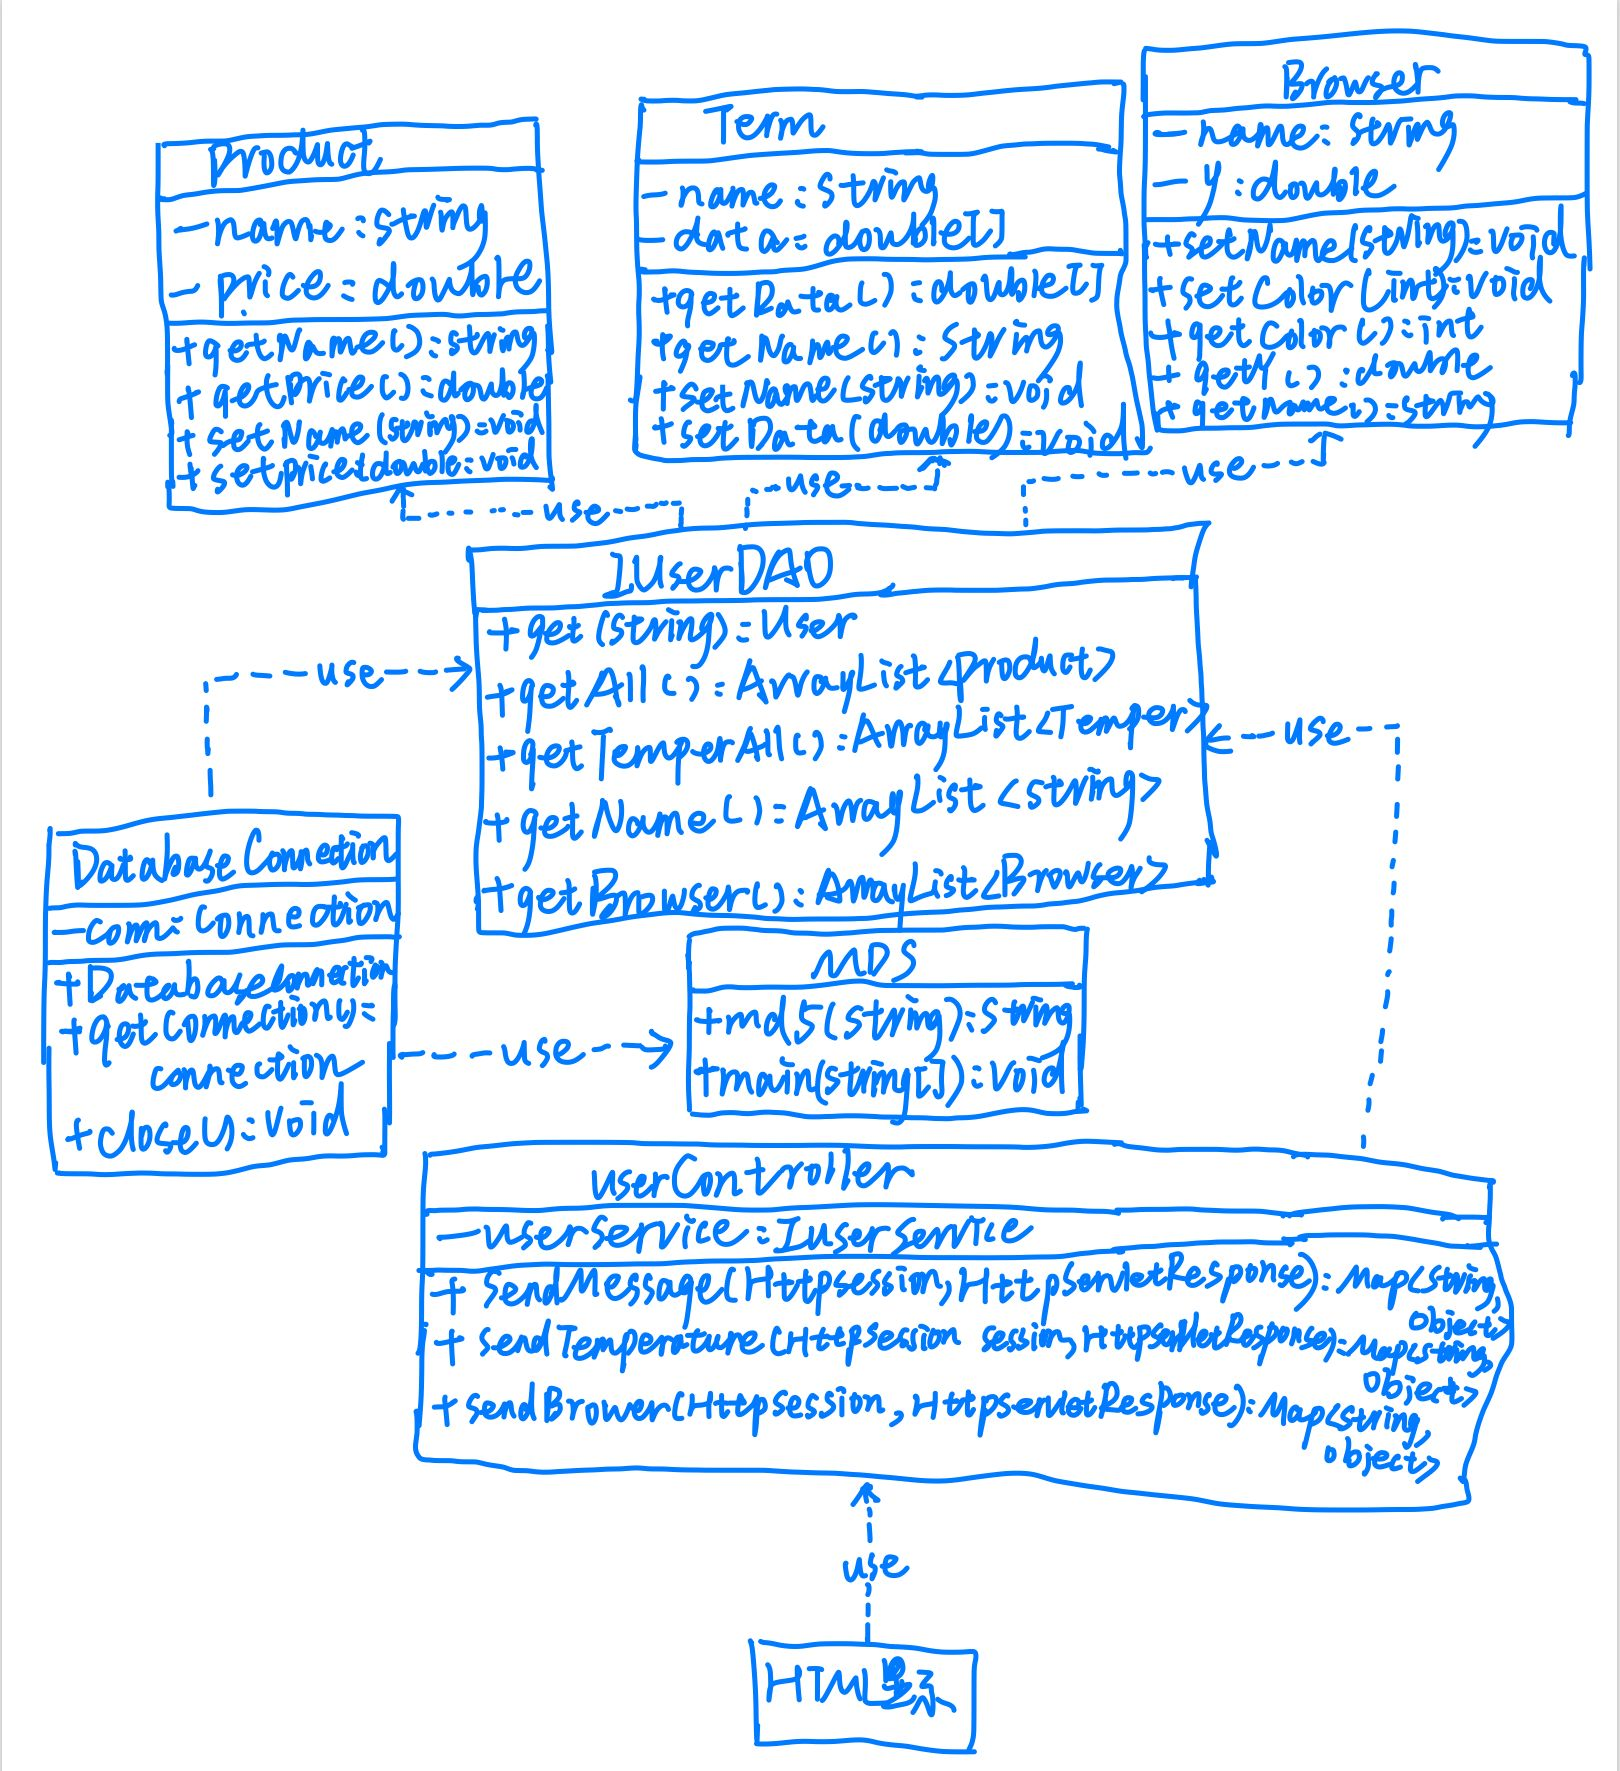 Product
- name : string
- price : double
+ getName() : string
+ getprice() : double
+ setName(string) : void
+ setprice : double : void
Term
- name : string
- data : double[]
+ getData() : double[]
+ getName() : string
+ setName(string) : void
+ setData(double) : void
Browser
- name : string
- y : double
+ setName(string) : void
+ setColor(int) : void
+ getColor() : int
+ getY() : double
+ getName() : string
use
use
use
IUserDAO
+ get(string) : User
+ getAll() : ArrayList<product>
+ getTemperAll() : ArrayList<Temper>
+ getName() : ArrayList<string>
+ getBrowser() : ArrayList<Browser>
use
use
Database Connection
- conn : Connection
+ DatabaseConnection
+ getConnection() :
connection
+ close() : void
use
MD5
+ md5(string) : string
+ main(string[]) : void
userController
- userservice : Iuserservice
+ SendMessage(Httpsession, HttpServletResponse) : Map<string,
object>
+ sendTemperature(HttpSession session, HttpservletResponse) : Map<string,
object>
+ sendBrower(Httpsession, HttpservletResponse) : Map<string,
object>
use
HTML显示